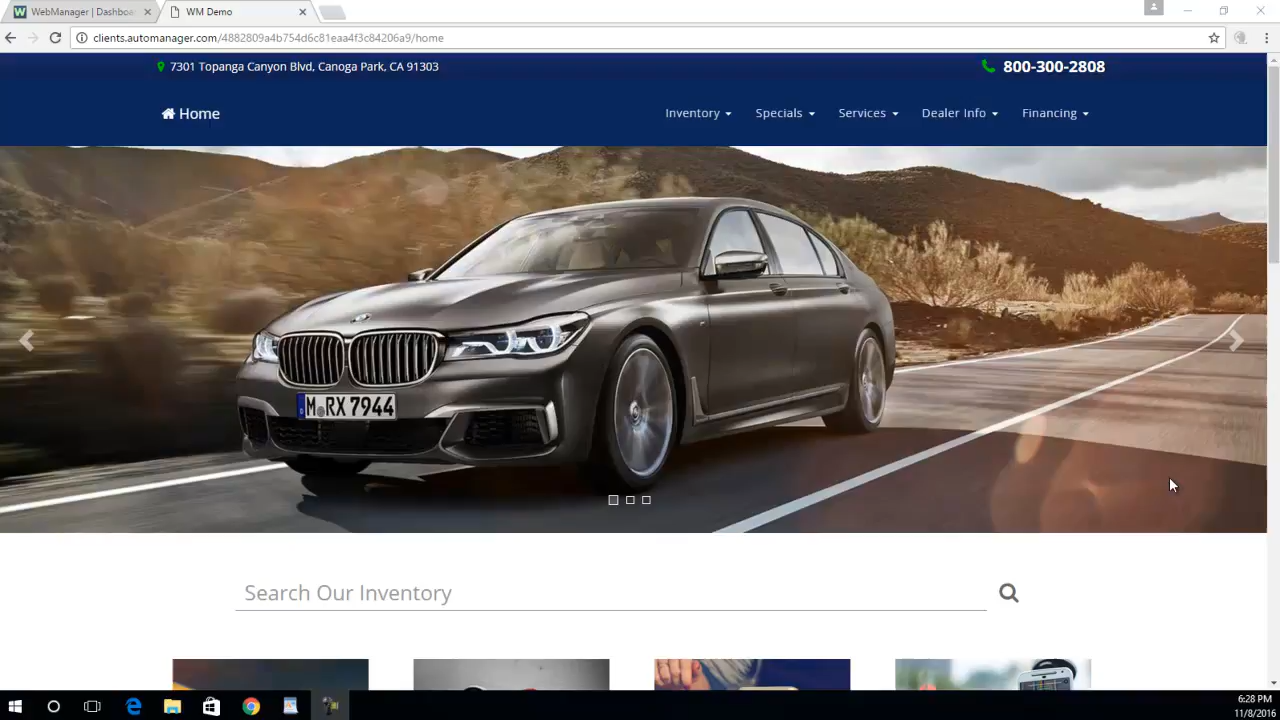 WebManager | Dashboa
WM Demo
clients.automanager.com/4882809a4b754d6c81eaa4f3c84206a9/home
7301 Topanga Canyon Blvd, Canoga Park, CA 91303
800-300-2808
Home
Inventory
Specials
Services
Dealer Info
Financing
M RX 7944
Search Our Inventory
6:28 PM
11/8/2016